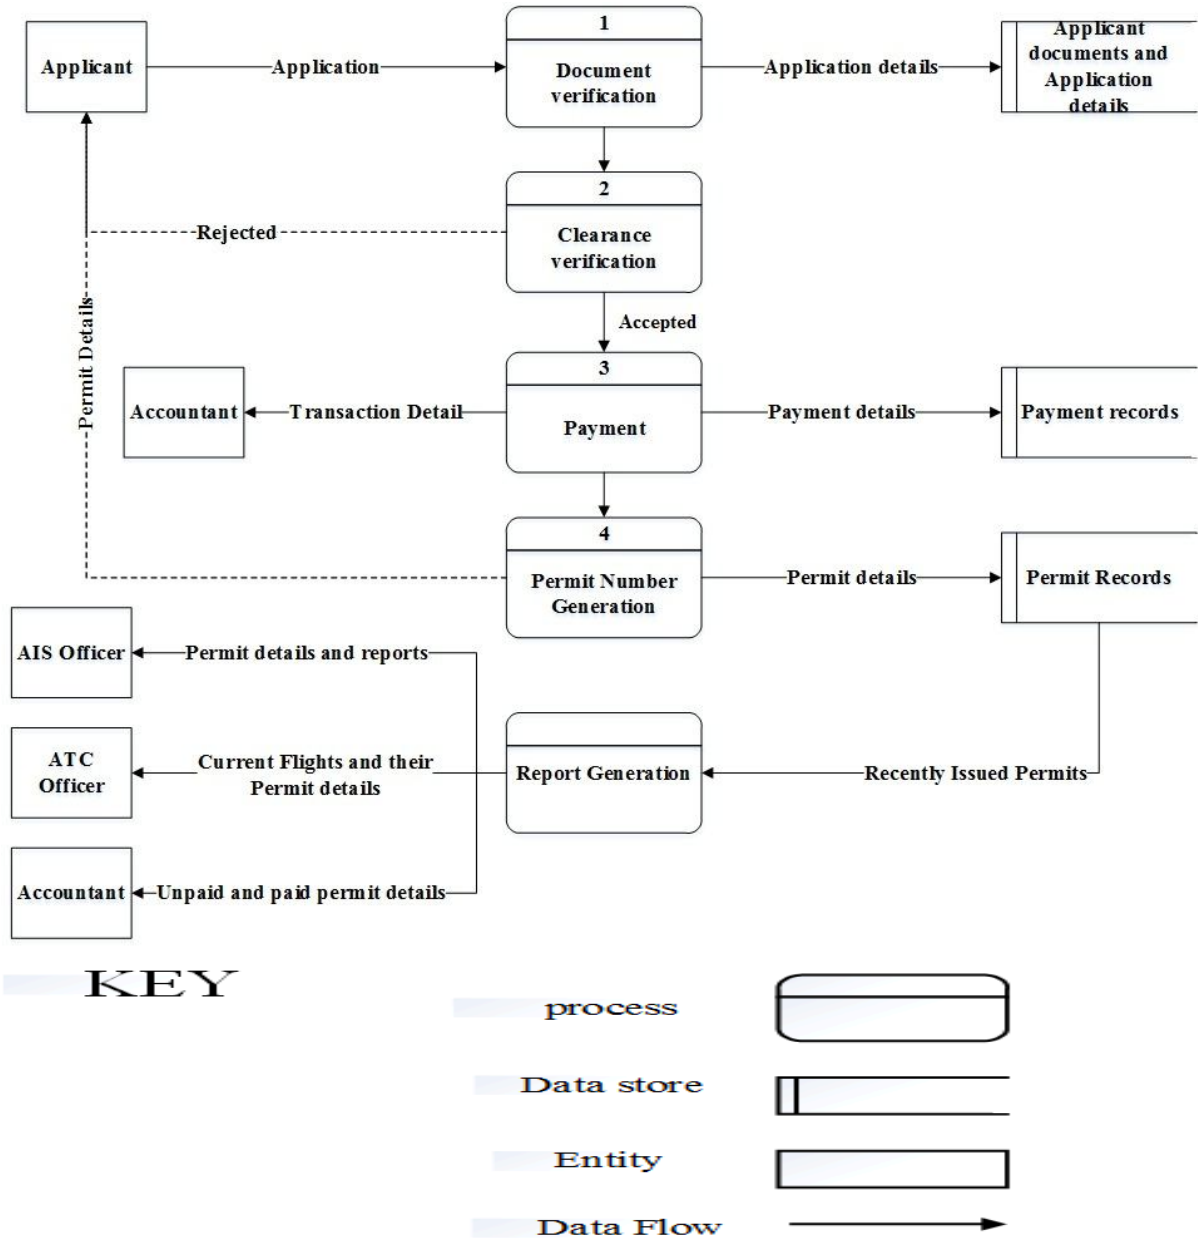 1
Applicant
Application
Document
verification
Application details
Applicant
documents and
Application
details
2
Clearance
verification
Rejected
Accepted
Permit Details
3
Payment
Accountant
Transaction Detail
Payment details
Payment records
4
Permit Number
Generation
Permit details
Permit Records
AIS Officer
Permit details and reports
ATC
Officer
Current Flights and their
Permit details
Report Generation
Recently Issued Permits
Accountant
Unpaid and paid permit details
KEY
process
Data store
Entity
Data Flow